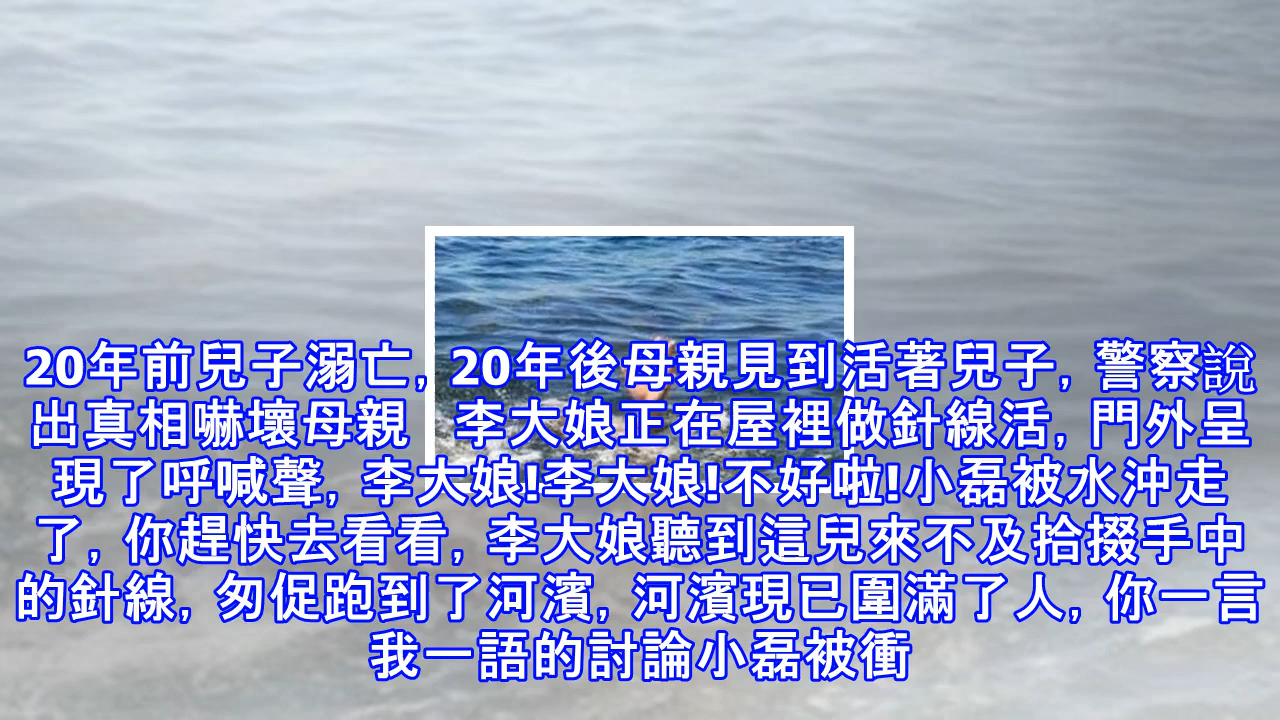 20年前兒子溺亡, 20年後母親見到活著兒子, 警察說
出真相嚇壞母親 李大娘正在屋裡做針線活, 門外呈
現了呼喊聲, 李大娘!李大娘!不好啦!小磊被水沖走
了, 你趕快去看看, 李大娘聽到這兒來不及拾掇手中
的針線, 匆促跑到了河濱, 河濱現已圍滿了人, 你一言
我一語的討論小磊被衝